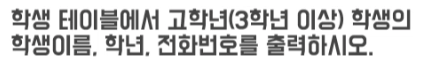 학생 테이블에서 고학년(3학년 이상) 학생의
학생이름, 학년, 전화번호를 출력하시오.